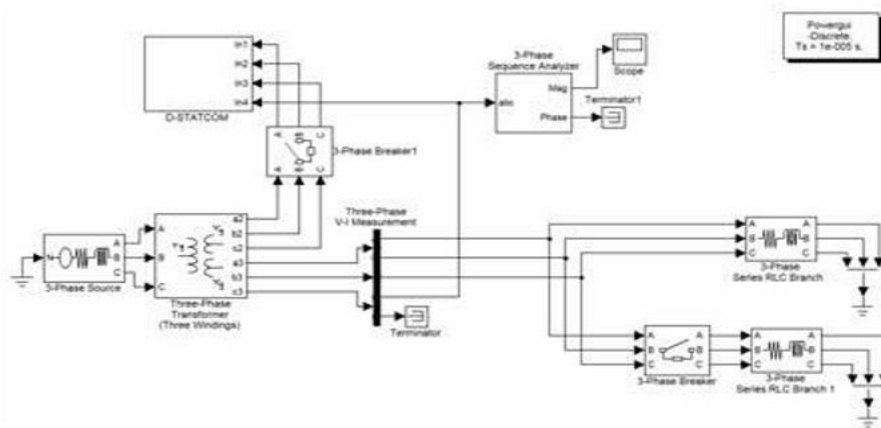 Powergui
-Discrete,
Ts = 1e-005 s.
In1
In2
In3
In4
D-STATCOM
3-Phase
Sequence Analyzer
abc
Mag
Phase
Scope
Terminator1
A
B
C
A
B
C
3-Phase Breaker1
N
A
B
C
3-Phase Source
A
B
C
a2
b2
c2
a3
b3
c3
Three-Phase
Transformer
(Three Windings)
Three-Phase
V-I Measurement
Terminator
A
B
C
A
B
C
3-Phase
Series RLC Branch
A
B
C
A
B
C
3-Phase Breaker
A
B
C
A
B
C
3-Phase
Series RLC Branch 1